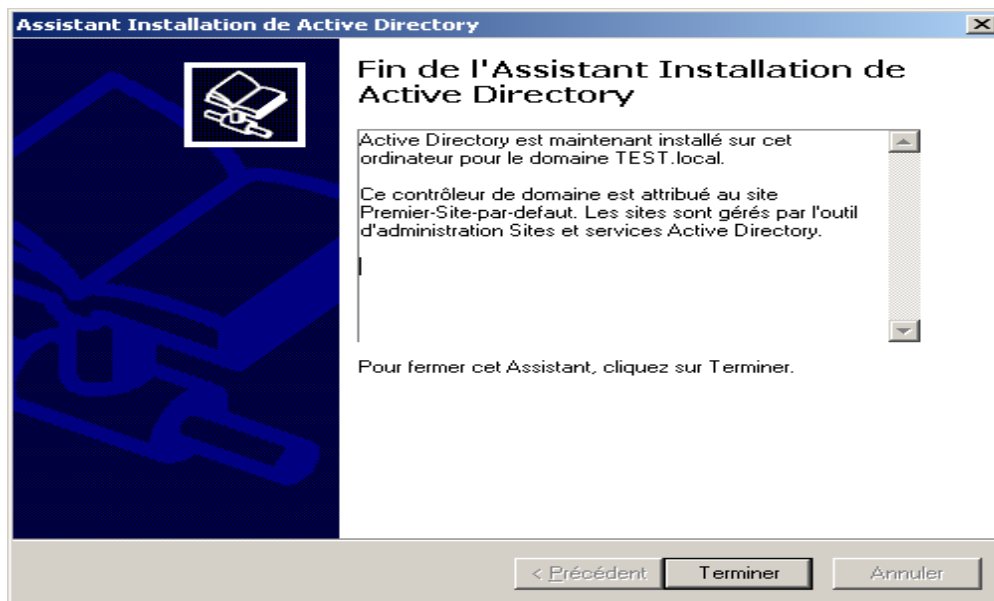 Assistant Installation de Active Directory
Fin de l'Assistant Installation de
Active Directory
Active Directory est maintenant installé sur cet
ordinateur pour le domaine TEST.local.
Ce contrôleur de domaine est attribué au site
Premier-Site-par-defaut. Les sites sont gérés par l'outil
d'administration Sites et services Active Directory.
Pour fermer cet Assistant, cliquez sur Terminer.
< Précédent Terminer Annuler